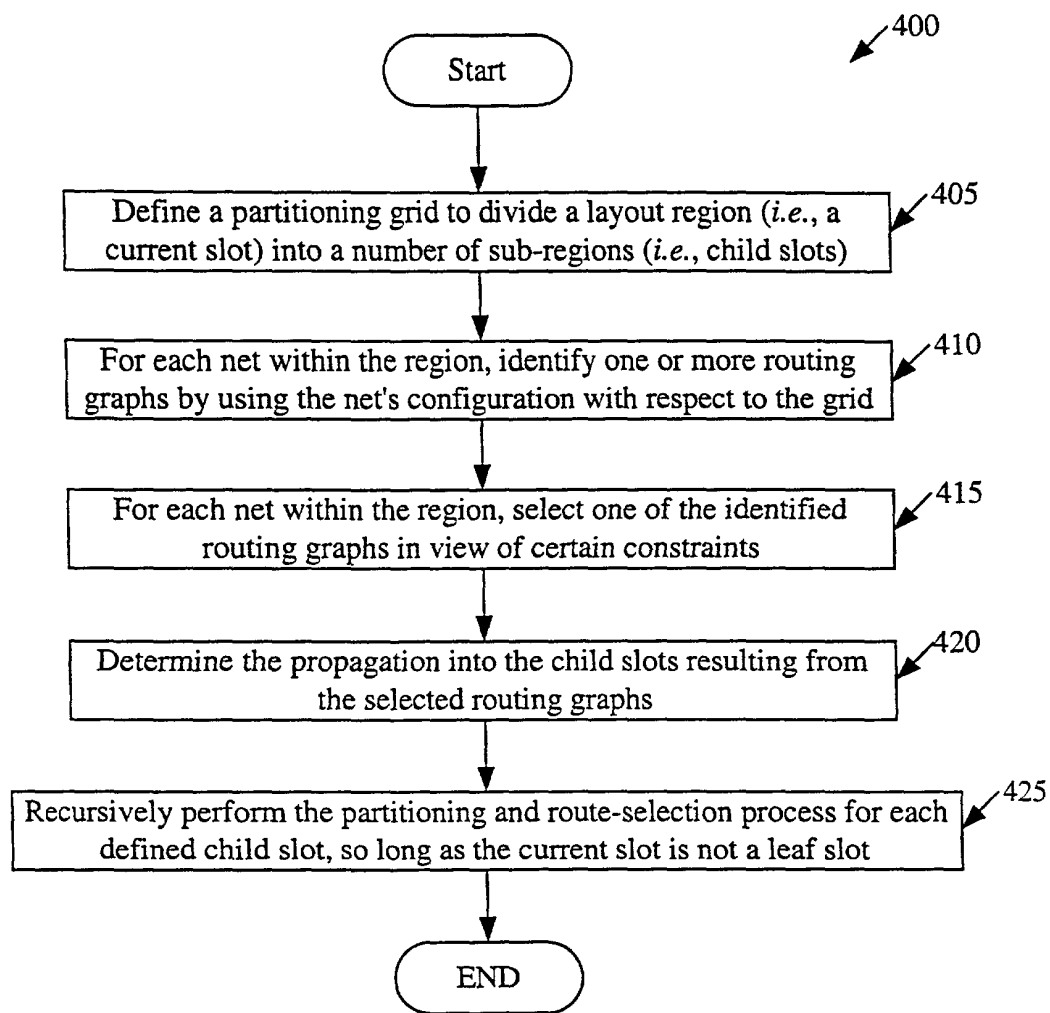 400
Start
405
Define a partitioning grid to divide a layout region (i.e., a
current slot) into a number of sub-regions (i.e., child slots)
410
For each net within the region, identify one or more routing
graphs by using the net's configuration with respect to the grid
415
For each net within the region, select one of the identified
routing graphs in view of certain constraints
420
Determine the propagation into the child slots resulting from
the selected routing graphs
425
Recursively perform the partitioning and route-selection process for each
defined child slot, so long as the current slot is not a leaf slot
END